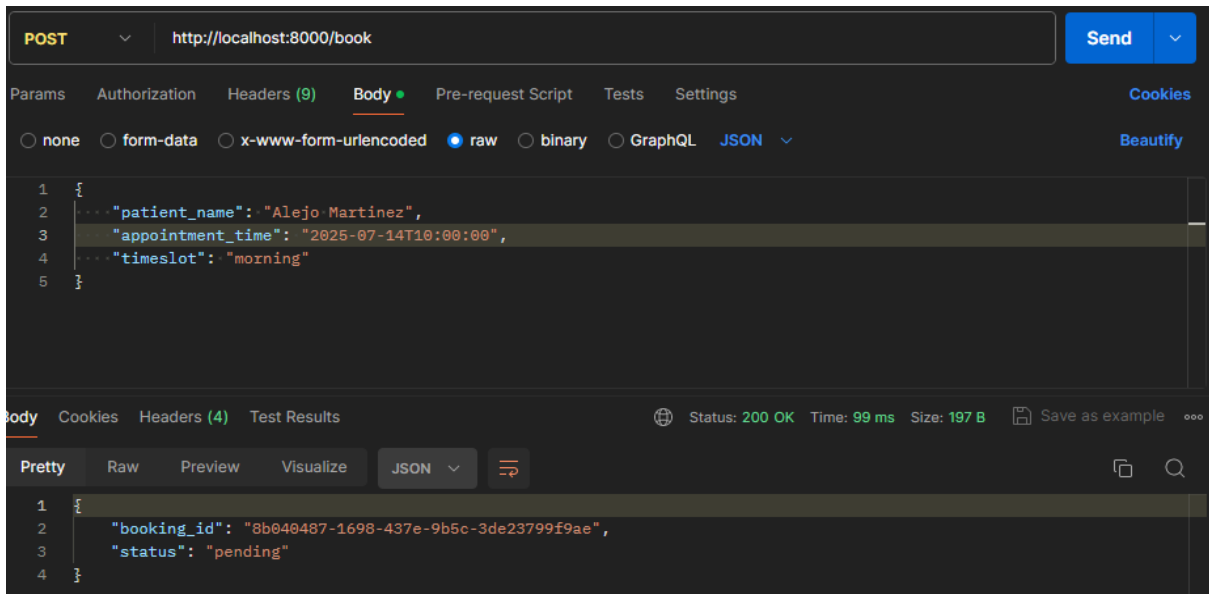 POST http://localhost:8000/book Send
Params Authorization Headers (9) Body Pre-request Script Tests Settings Cookies
none form-data x-www-form-urlencoded raw binary GraphQL JSON Beautify
1 {
2 "patient_name": "Alejo Martinez",
3 "appointment_time": "2025-07-14T10:00:00",
4 "timeslot": "morning"
5 }
Body Cookies Headers (4) Test Results Status: 200 OK Time: 99 ms Size: 197 B Save as example
Pretty Raw Preview Visualize JSON
1 {
2 "booking_id": "8b040487-1698-437e-9b5c-3de23799f9ae",
3 "status": "pending"
4 }